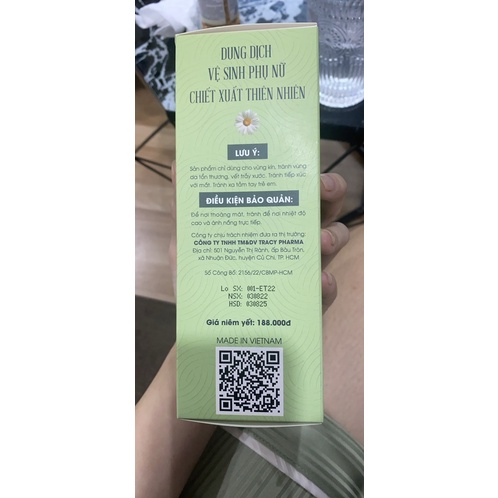 DUNG DỊCH
VỆ SINH PHỤ NỮ
CHIẾT XUẤT THIÊN NHIÊN
LƯU Ý:
Sản phẩm chỉ dùng cho vùng kín, tránh vùng
da tổn thương, vết trầy xước. Tránh tiếp xúc
với mắt. Tránh xa tầm tay trẻ em.
ĐIỀU KIỆN BẢO QUẢN:
Để nơi thoáng mát, tránh để nơi nhiệt độ
cao và ánh nắng trực tiếp.
Công ty chịu trách nhiệm đưa ra thị trường:
CÔNG TY TNHH TM&DV TRACY PHARMA
Địa chỉ: 501 Nguyễn Thị Rành, ấp Bàu Tròn,
xã Nhuận Đức, huyện Củ Chi, TP. HCM
Số Công Bố: 2136/22/CBMP-HCM
Lo SX: 001-ET22
NSX: 030822
HSD: 030825
Giá niêm yết: 188.000đ
MADE IN VIETNAM